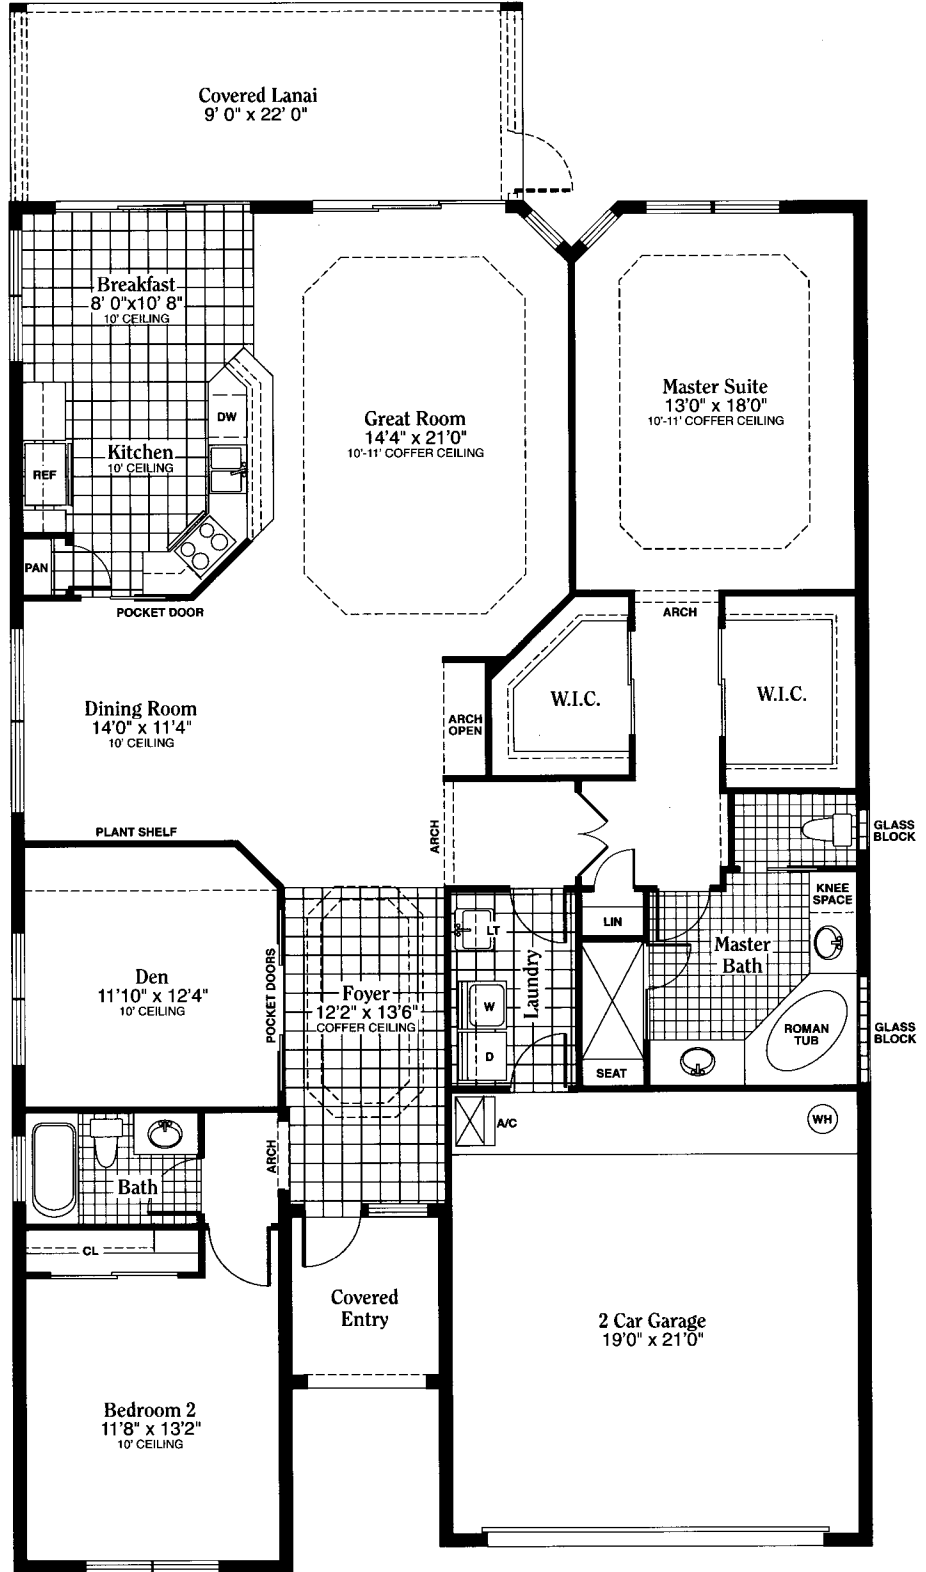 Covered Lanai
9' 0" x 22' 0"
Breakfast
8' 0"x10' 8"
10' CEILING
Master Suite
13'0" x 18'0"
10'-11' COFFER CEILING
Great Room
14'4" x 21'0"
10'-11' COFFER CEILING
DW
Kitchen
10' CEILING
REF
PAN
POCKET DOOR
ARCH
W.I.C.
W.I.C.
Dining Room
14'0" x 11'4"
10' CEILING
ARCH
OPEN
PLANT SHELF
ARCH
GLASS
BLOCK
KNEE
SPACE
LIN
LT
Master
Bath
Laundry
Den
11'10" x 12'4"
10' CEILING
POCKET DOORS
Foyer
12'2" x 13'6"
COFFER CEILING
W
D
ROMAN
TUB
GLASS
BLOCK
SEAT
A/C
WH
ARCH
Bath
CL
Covered
Entry
2 Car Garage
19'0" x 21'0"
Bedroom 2
11'8" x 13'2"
10' CEILING